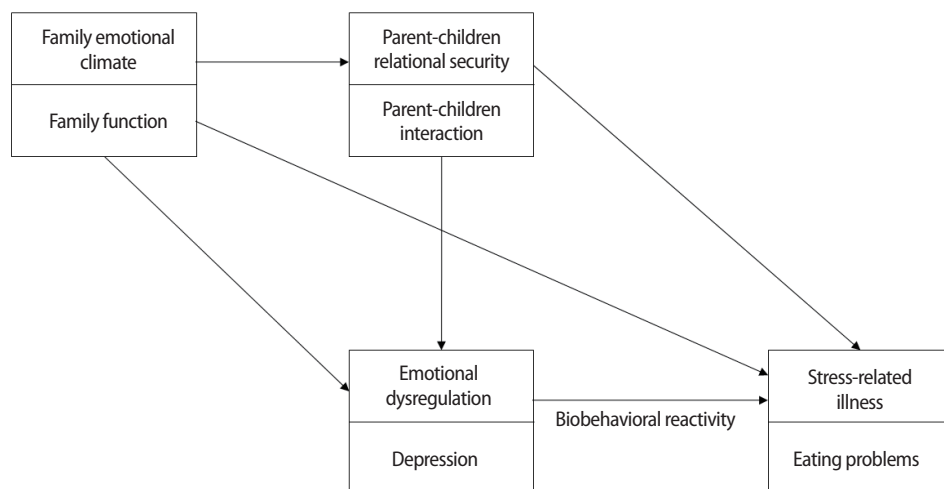 Family emotional
climate
Family function
Parent-children
relational security
Parent-children
interaction
Emotional
dysregulation
Depression
Biobehavioral reactivity
Stress-related
illness
Eating problems